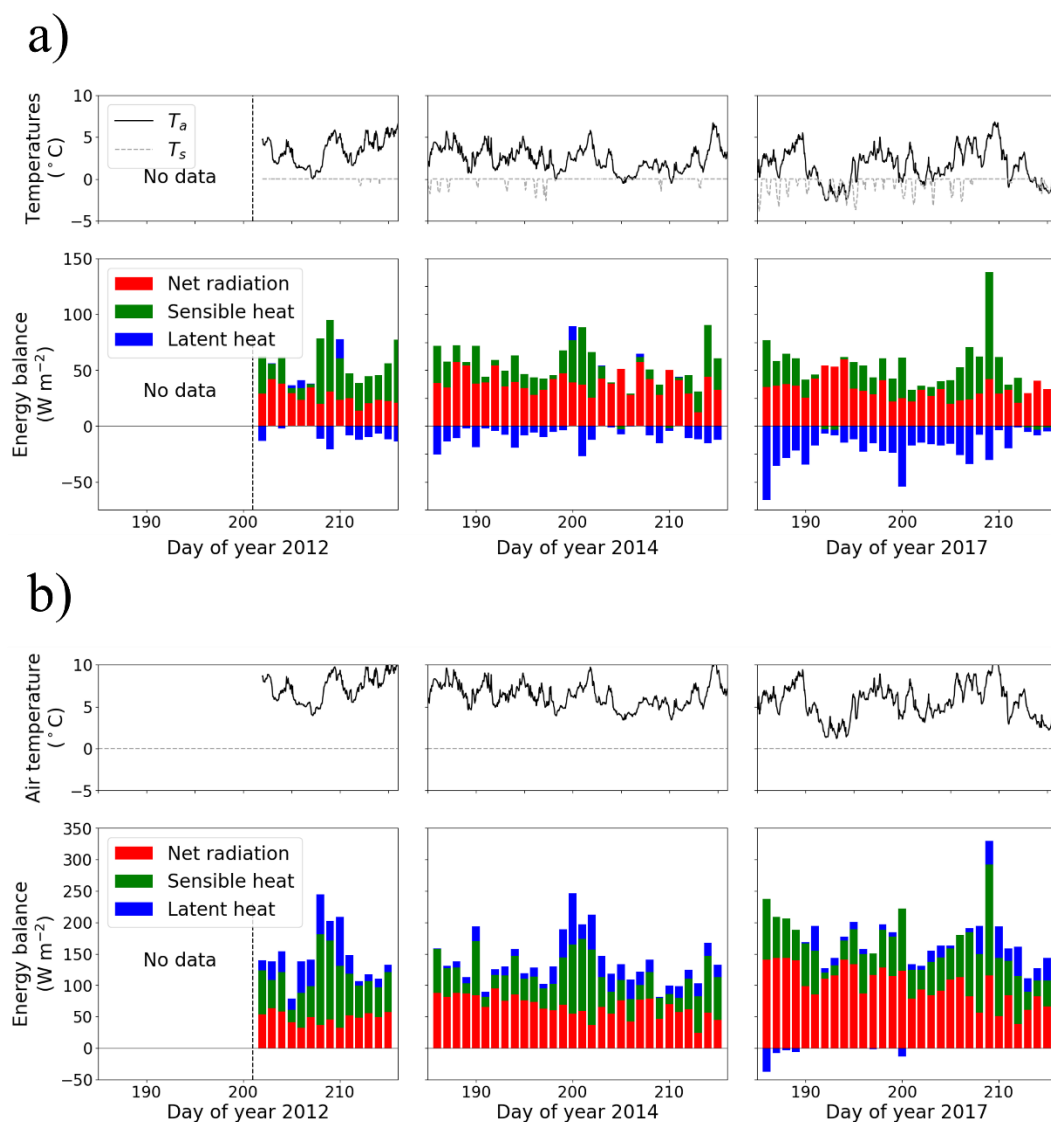 a)
Temperatures
(°C)
10
5
0
−5
T_a
T_s
No data
Energy balance
(W m⁻²)
150
100
50
0
−50
Net radiation
Sensible heat
Latent heat
No data
190 200 210
Day of year 2012
190 200 210
Day of year 2014
190 200 210
Day of year 2017
b)
Air temperature
(°C)
10
5
0
−5
Energy balance
(W m⁻²)
350
300
250
200
150
100
50
0
−50
Net radiation
Sensible heat
Latent heat
No data
190 200 210
Day of year 2012
190 200 210
Day of year 2014
190 200 210
Day of year 2017